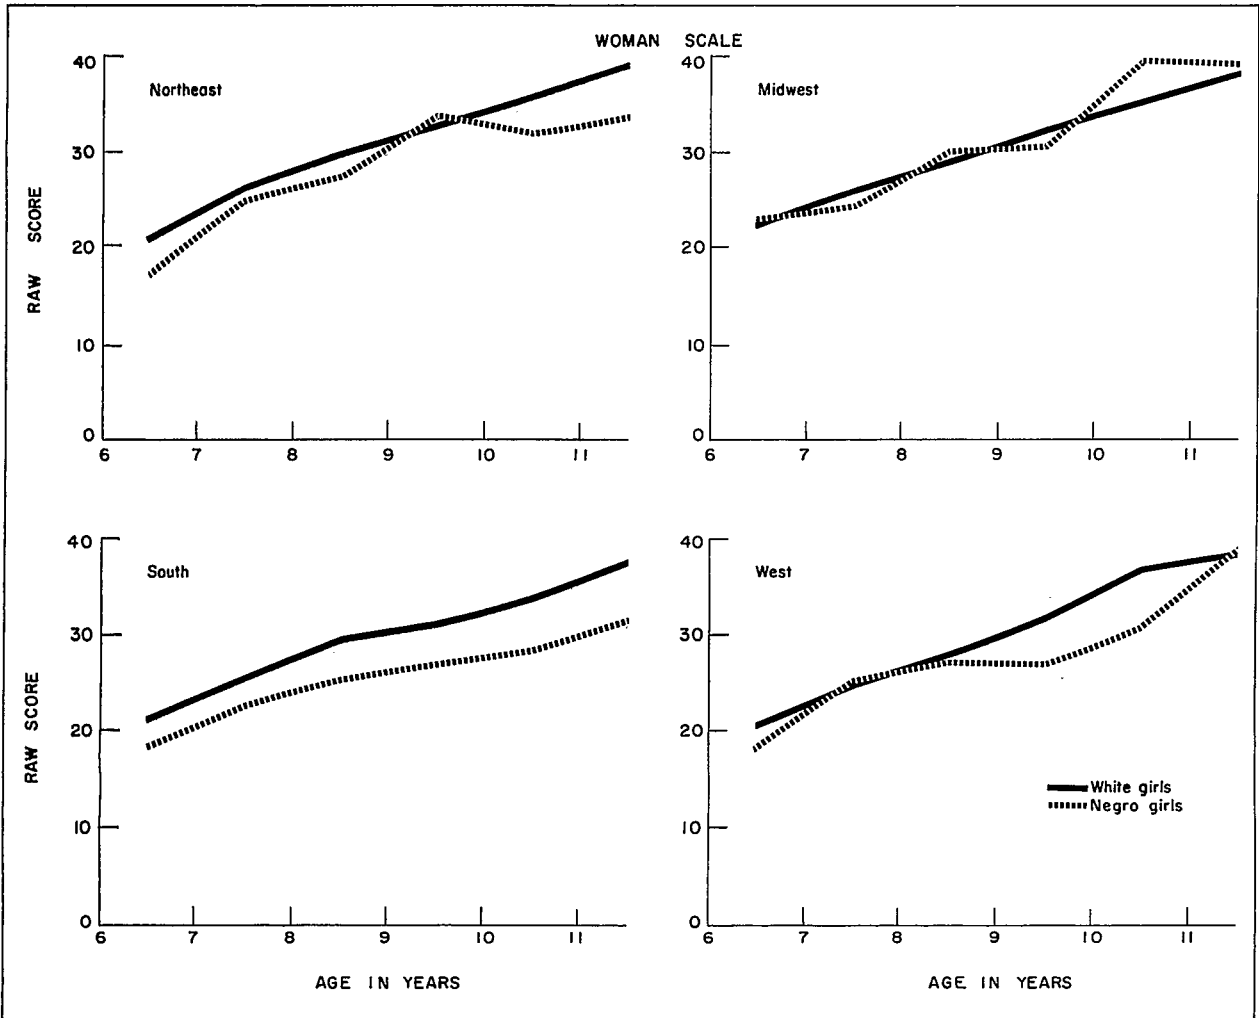 WOMAN SCALE
Northeast
40
30
20
10
0
6 7 8 9 10 11
RAW SCORE
Midwest
40
30
20
10
0
6 7 8 9 10 11
South
40
30
20
10
0
6 7 8 9 10 11
RAW SCORE
AGE IN YEARS
West
40
30
20
10
0
6 7 8 9 10 11
White girls
Negro girls
AGE IN YEARS